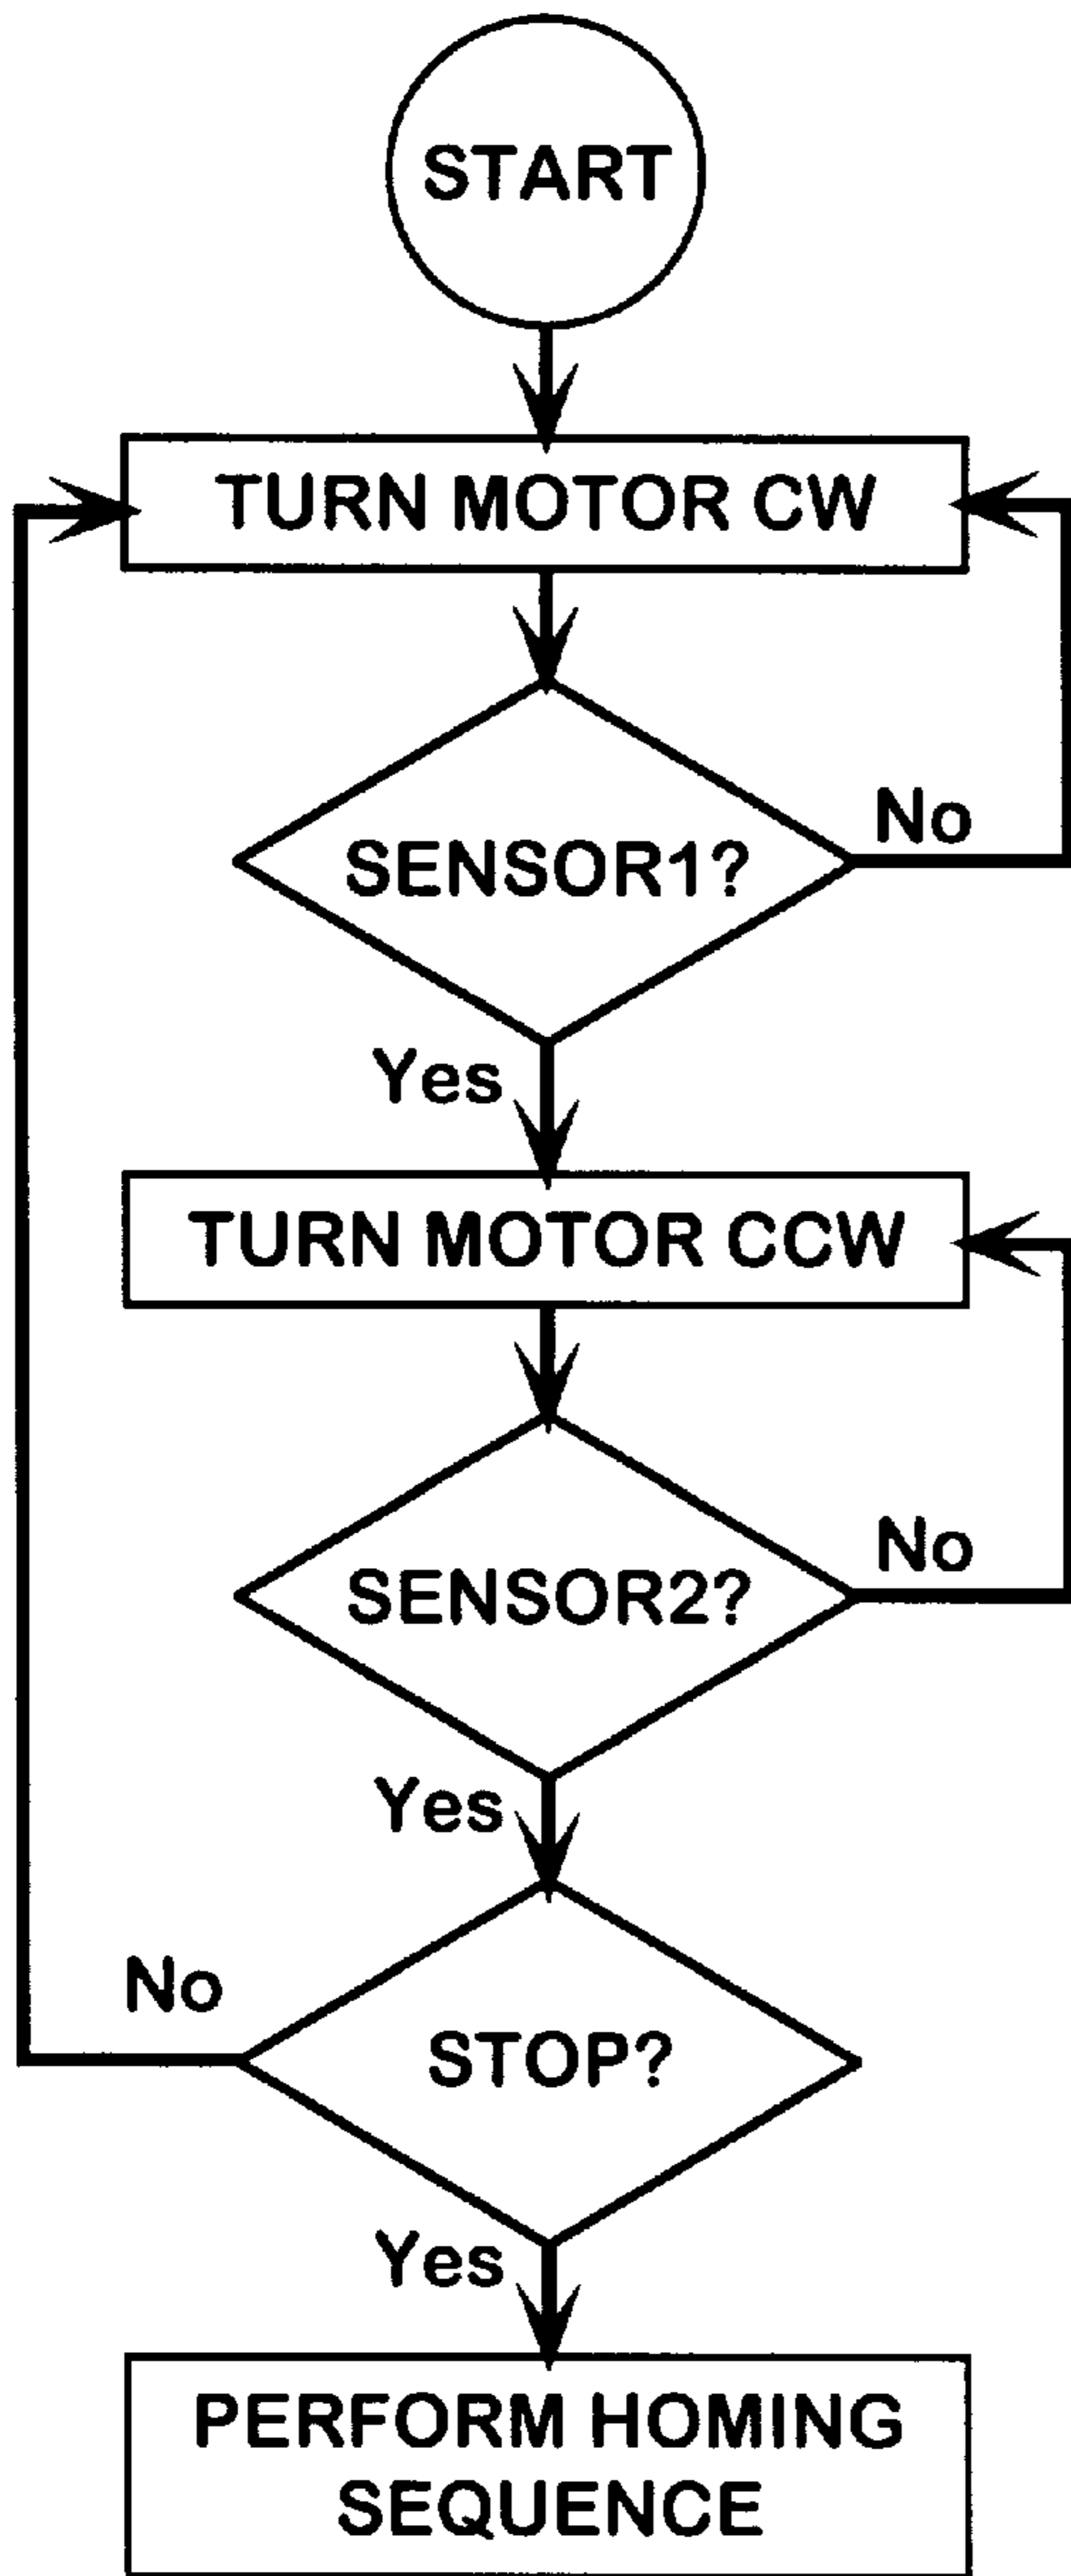 START
TURN MOTOR CW
No
SENSOR1?
Yes
TURN MOTOR CCW
No
SENSOR2?
Yes
No
STOP?
Yes
PERFORM HOMING
SEQUENCE